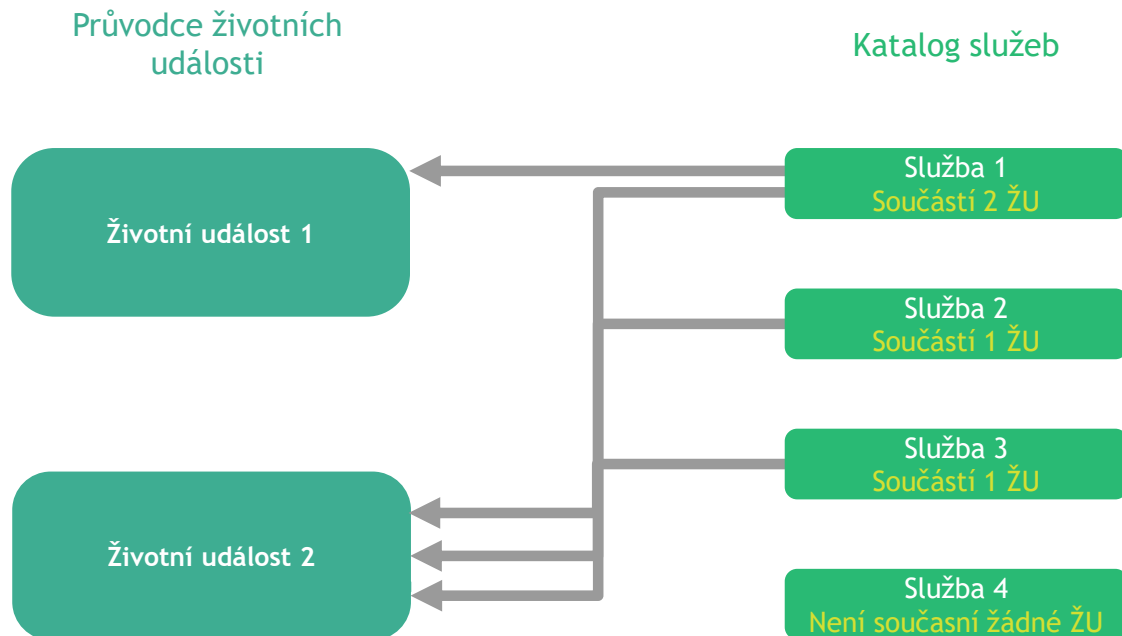 Průvodce životních
události
Katalog služeb
Životní událost 1
Služba 1
Součástí 2 ŽU
Služba 2
Součástí 1 ŽU
Služba 3
Součástí 1 ŽU
Životní událost 2
Služba 4
Není současní žádné ŽU